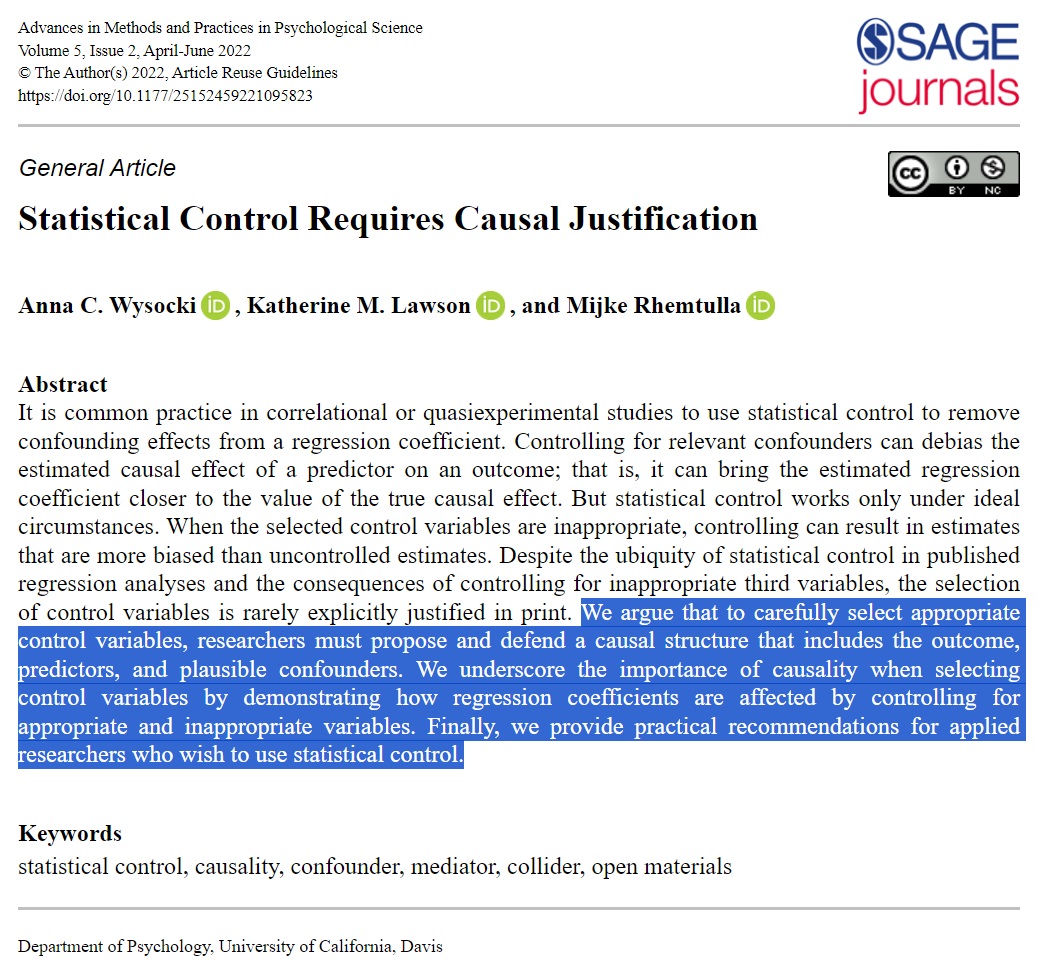 Advances in Methods and Practices in Psychological Science
Volume 5, Issue 2, April-June 2022
© The Author(s) 2022, Article Reuse Guidelines
https://doi.org/10.1177/25152459221095823
SAGE
journals
General Article
cc BY NC
Statistical Control Requires Causal Justification
Anna C. Wysocki iD , Katherine M. Lawson iD , and Mijke Rhemtulla iD
Abstract
It is common practice in correlational or quasiexperimental studies to use statistical control to remove
confounding effects from a regression coefficient. Controlling for relevant confounders can debias the
estimated causal effect of a predictor on an outcome; that is, it can bring the estimated regression
coefficient closer to the value of the true causal effect. But statistical control works only under ideal
circumstances. When the selected control variables are inappropriate, controlling can result in estimates
that are more biased than uncontrolled estimates. Despite the ubiquity of statistical control in published
regression analyses and the consequences of controlling for inappropriate third variables, the selection
of control variables is rarely explicitly justified in print. We argue that to carefully select appropriate
control variables, researchers must propose and defend a causal structure that includes the outcome,
predictors, and plausible confounders. We underscore the importance of causality when selecting
control variables by demonstrating how regression coefficients are affected by controlling for
appropriate and inappropriate variables. Finally, we provide practical recommendations for applied
researchers who wish to use statistical control.
Keywords
statistical control, causality, confounder, mediator, collider, open materials
Department of Psychology, University of California, Davis